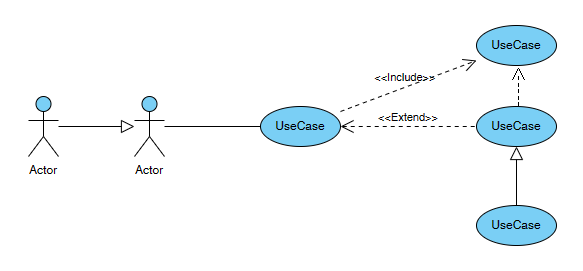 UseCase
<<Include>>
<<Extend>>
UseCase
UseCase
Actor
Actor
UseCase